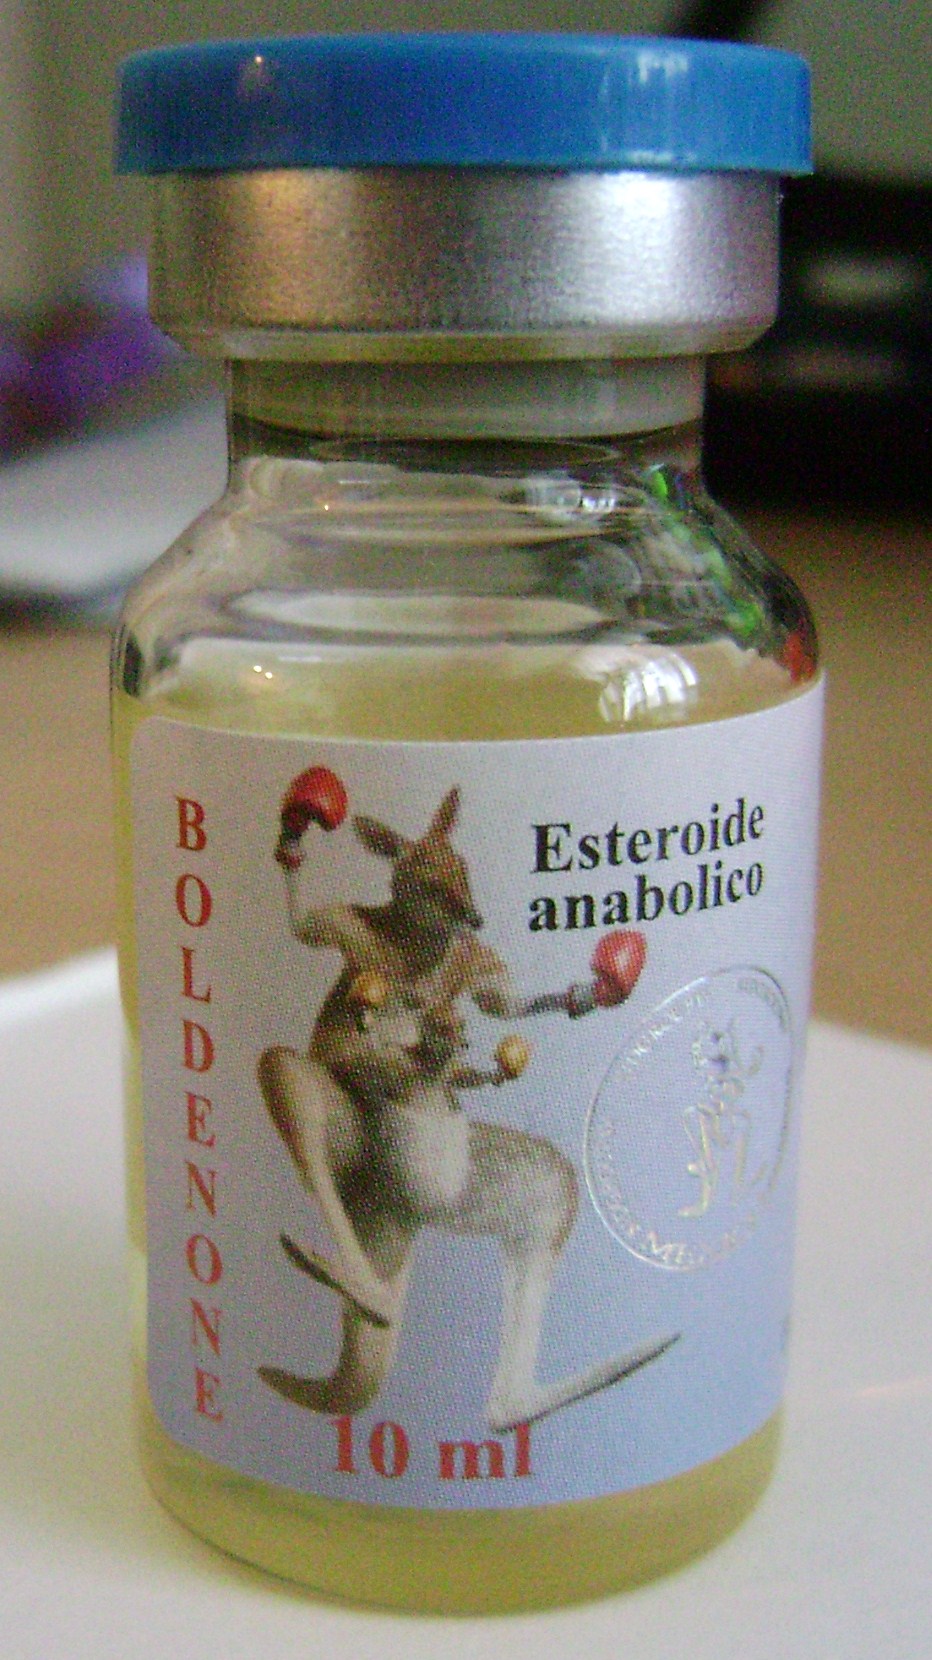 BOLDENONE
Esteroide
anabolico
10 ml